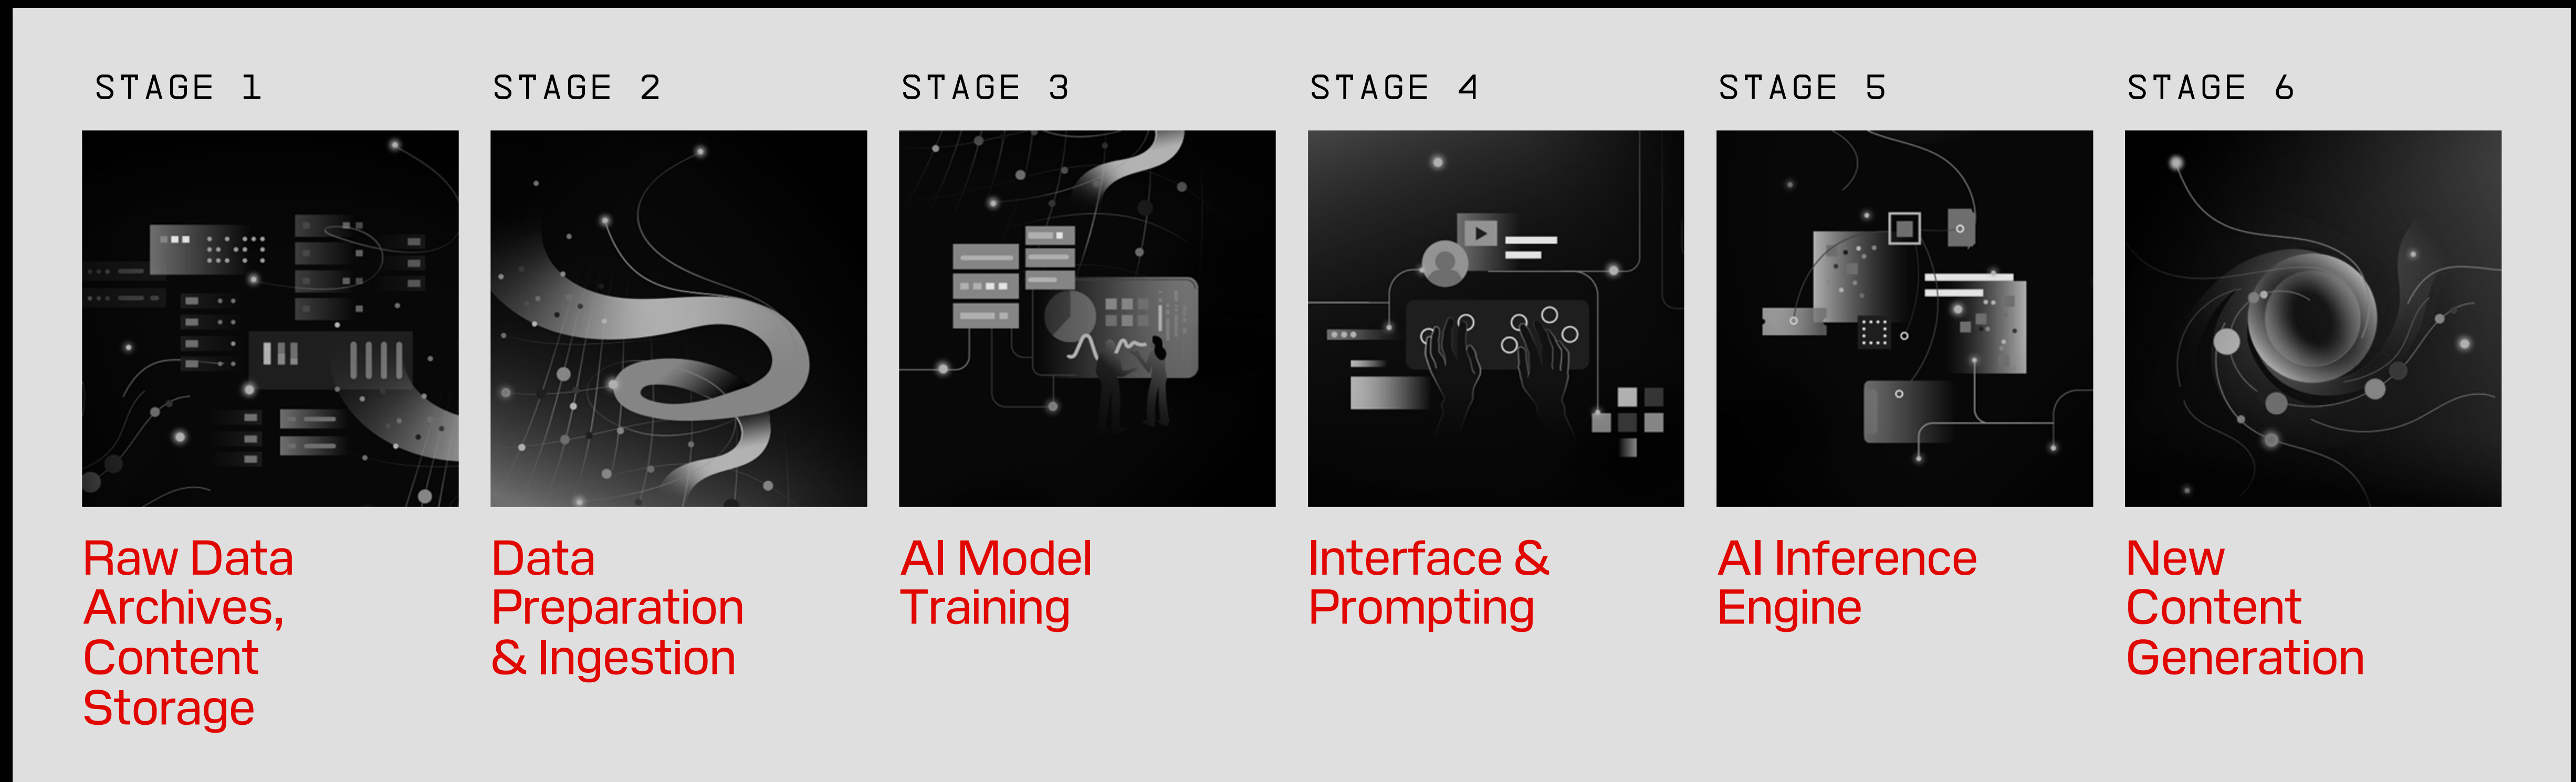 STAGE 1
Raw Data
Archives,
Content
Storage
STAGE 2
Data
Preparation
& Ingestion
STAGE 3
AI Model
Training
STAGE 4
Interface &
Prompting
STAGE 5
AI Inference
Engine
STAGE 6
New
Content
Generation